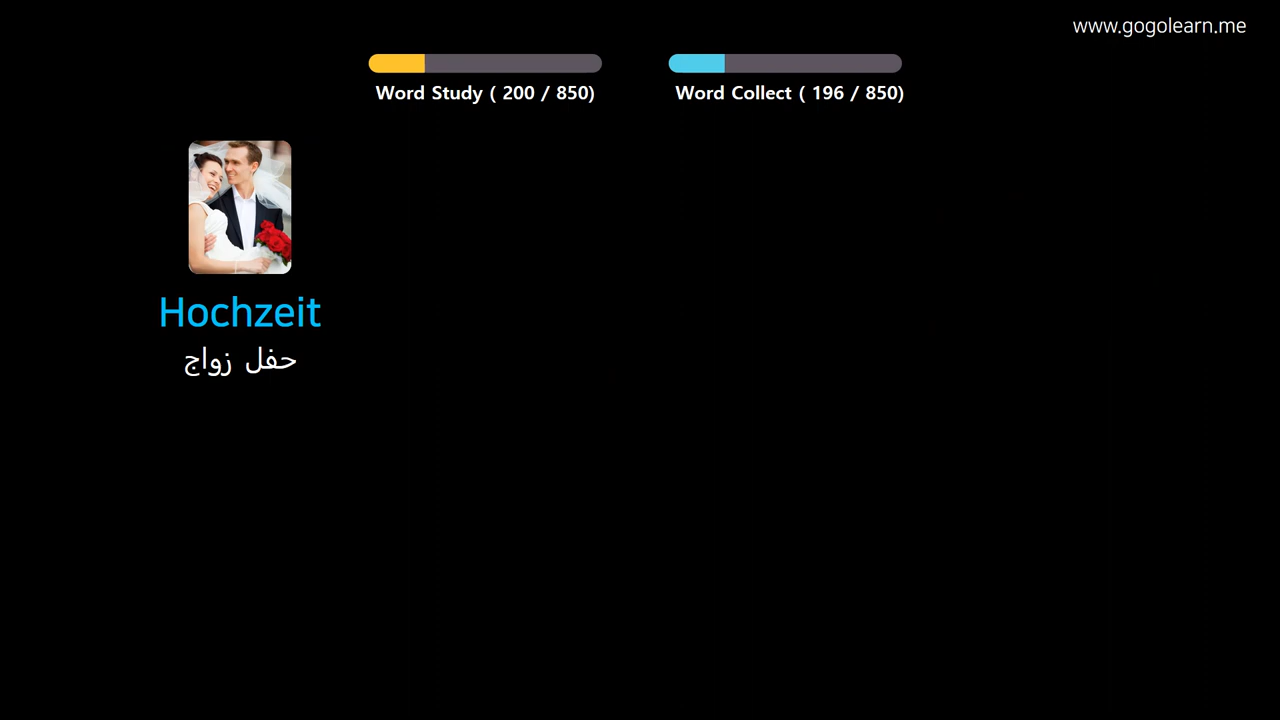 www.gogolearn.me
Word Study ( 200 / 850)
Word Collect ( 196 / 850)
Hochzeit
حفل زواج